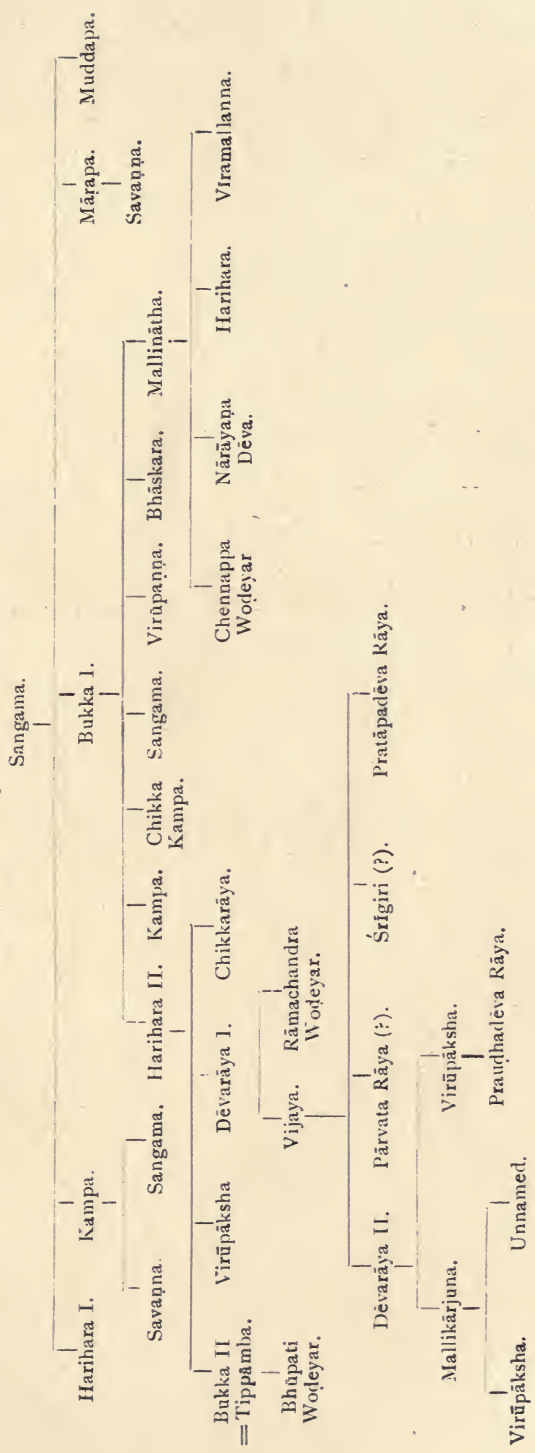 Sangama.
Harihara I. Kampa. Bukka I. Mārapa. Muddapa.
Savaṇṇa Sangama. Harihara II. Kampa. Chikka Sangama. Virūpaṇṇa. Bhāskara. Mallinātha. Savaṇṇa.
Kampa.
Bukka II Virūpāksha Dēvarāya I. Chikkarāya. Chennappa Nārāyaṇa Harihara. Vīramallanna.
=Tippāmba. Woḍeyar Dēva.
Bhūpati Vijaya. Rāmachandra
Woḍeyar. Woḍeyar.
Dēvarāya II. Pārvata Rāya (?). Śrīgiri (?). Pratāpadēva Rāya.
Mallikārjuna. Virūpāksha.
Virūpāksha. Unnamed. Prauḍhadēva Rāya.